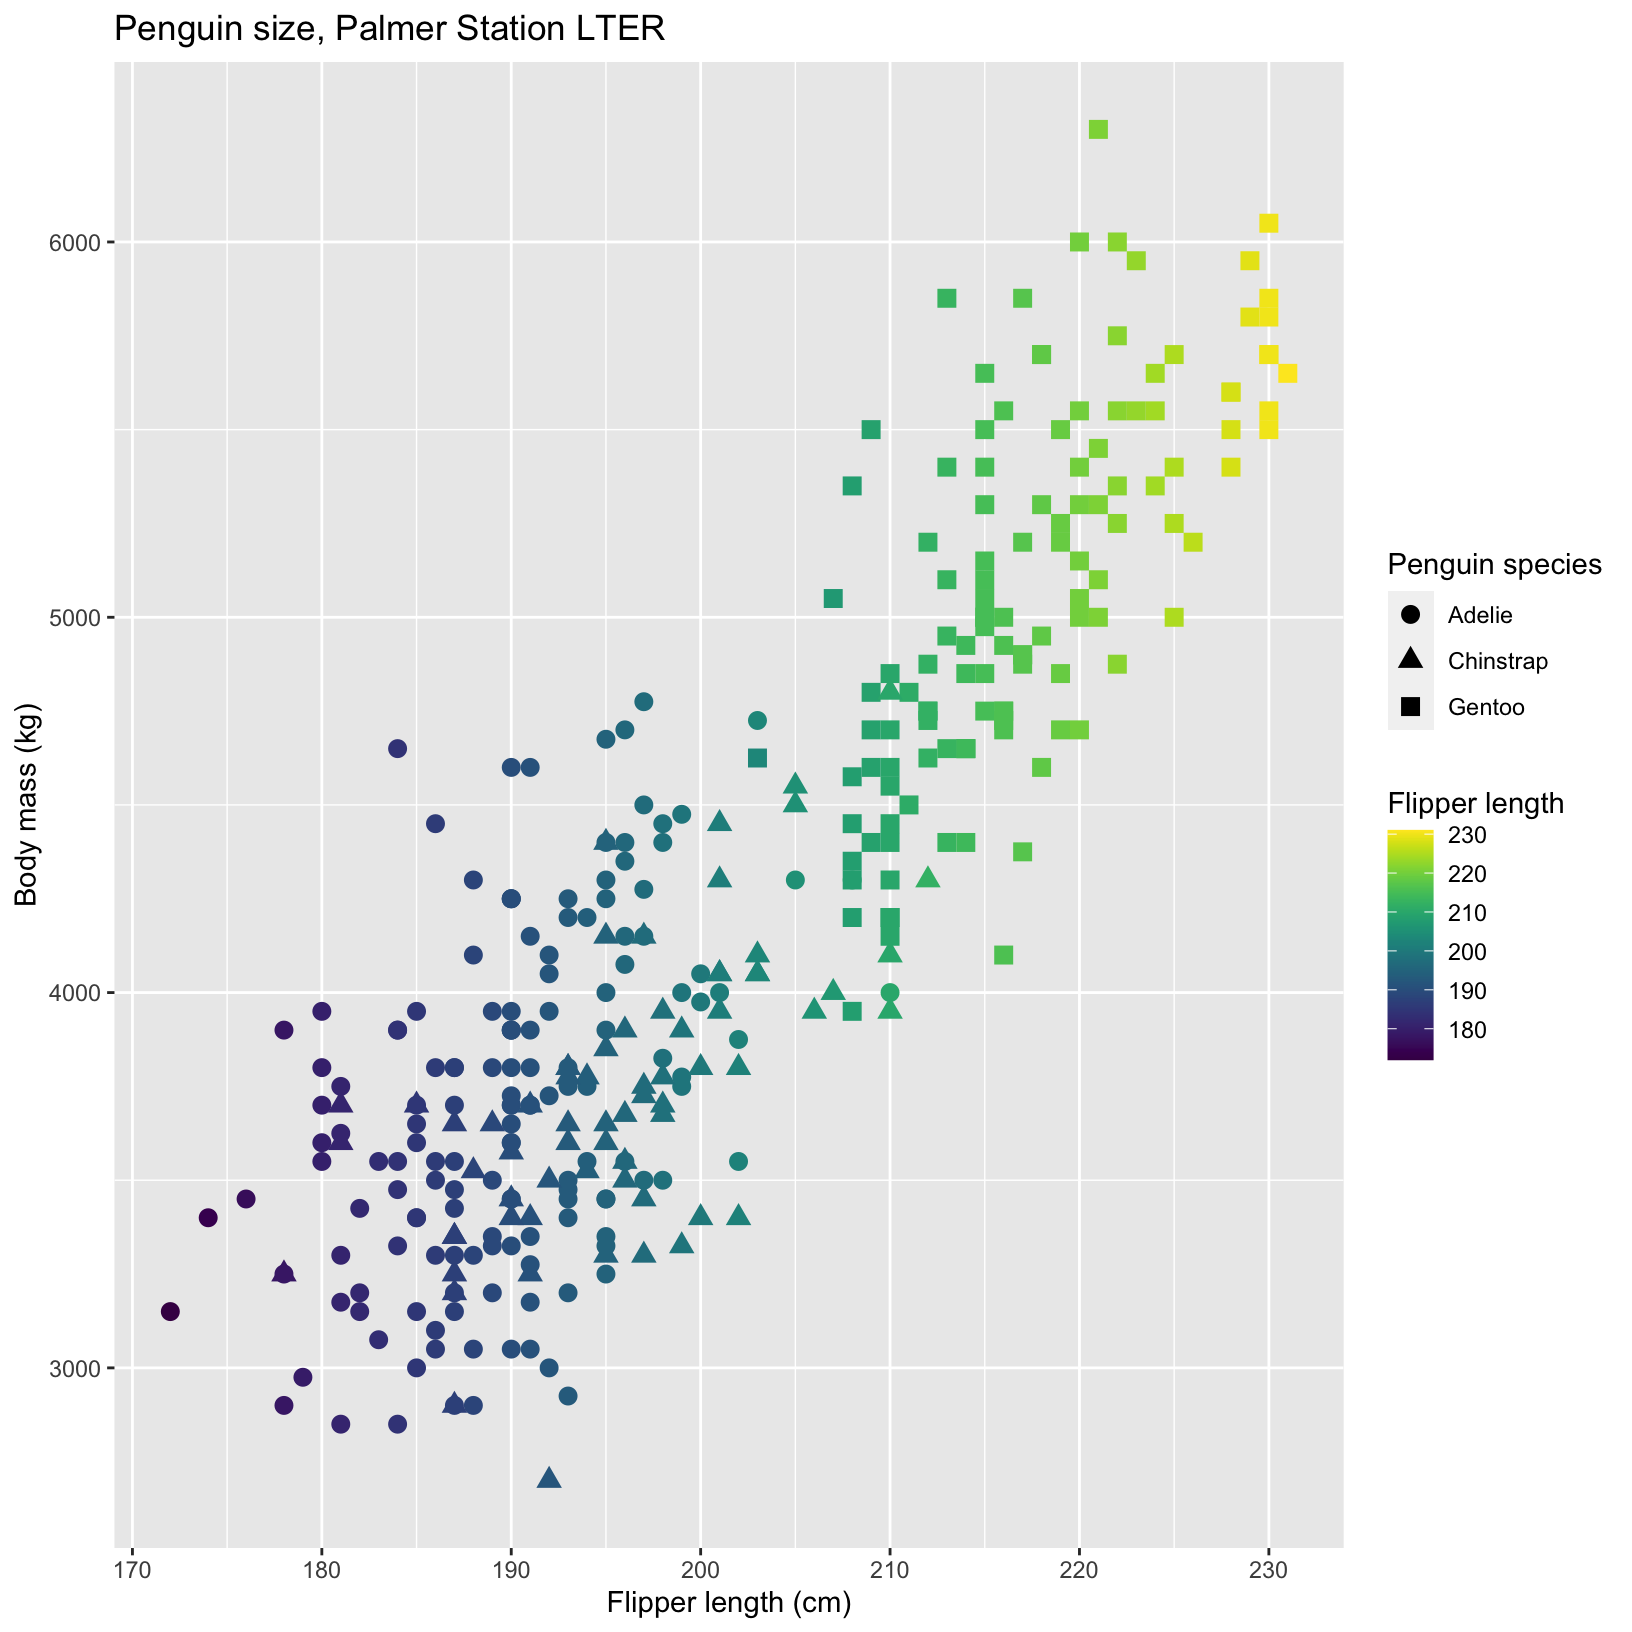 Penguin size, Palmer Station LTER
Body mass (kg)
6000
5000
4000
3000
170 180 190 200 210 220 230
Flipper length (cm)
Penguin species
Adelie
Chinstrap
Gentoo
Flipper length
230
220
210
200
190
180